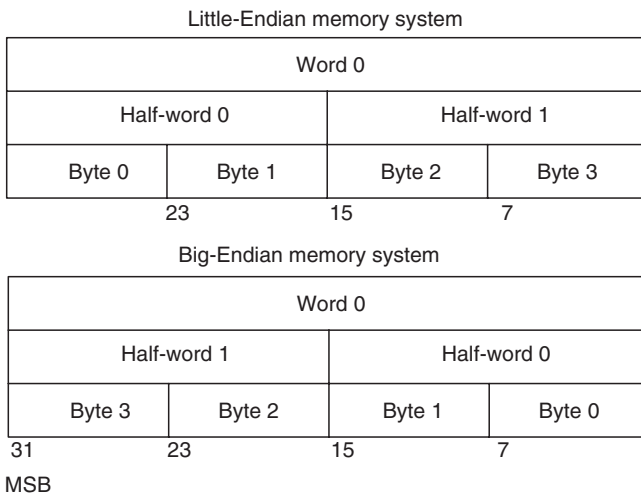 Little-Endian memory system
Word 0
Half-word 0 Half-word 1
Byte 0 Byte 1 Byte 2 Byte 3
23 15 7
Big-Endian memory system
Word 0
Half-word 1 Half-word 0
Byte 3 Byte 2 Byte 1 Byte 0
31 23 15 7
MSB